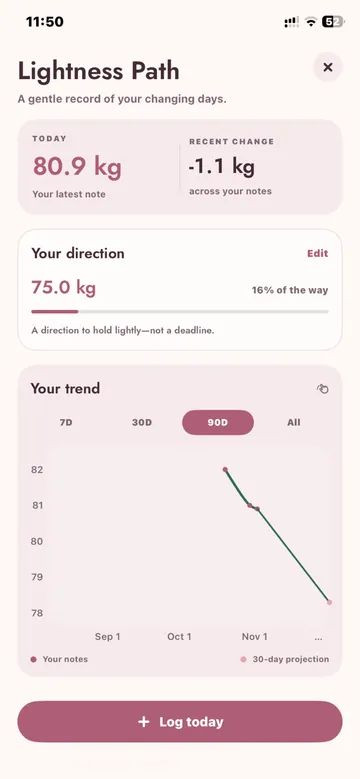 11:50
52
Lightness Path
A gentle record of your changing days.
TODAY
80.9 kg
Your latest note
RECENT CHANGE
-1.1 kg
across your notes
Your direction
Edit
75.0 kg
16% of the way
A direction to hold lightly—not a deadline.
Your trend
7D 30D 90D All
82
81
80
79
78
Sep 1 Oct 1 Nov 1 ...
Your notes
30-day projection
+ Log today